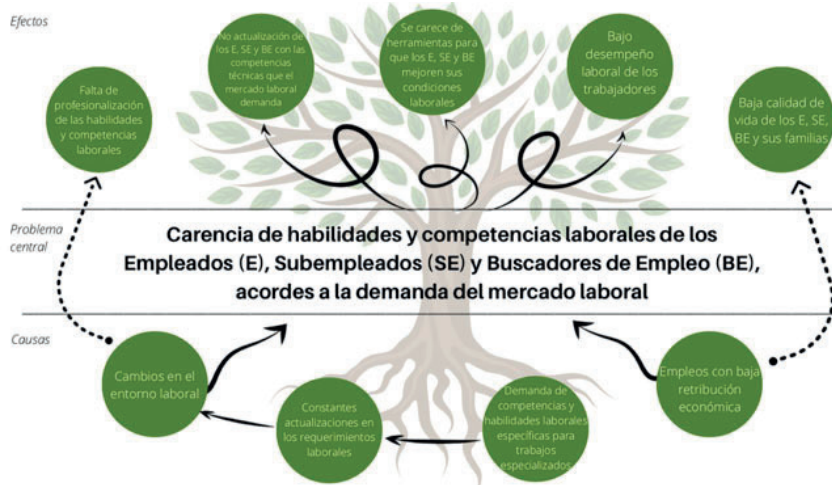 Efectos
No actualización de
los E, SE y BE con las
competencias
técnicas que el
mercado laboral
demanda
Se carece de
herramientas para
que los E, SE y BE
mejoren sus
condiciones
laborales
Bajo
desempeño
laboral de los
trabajadores
Falta de
profesionalización
de las habilidades
y competencias
laborales
Baja calidad de
vida de los E, SE,
BE y sus familias
Problema
central
Carencia de habilidades y competencias laborales de los
Empleados (E), Subempleados (SE) y Buscadores de Empleo (BE),
acordes a la demanda del mercado laboral
Causas
Cambios en el
entorno laboral
Constantes
actualizaciones en
los requerimientos
laborales
Demanda de
competencias y
habilidades laborales
específicas para
trabajos
especializados
Empleos con baja
retribución
económica